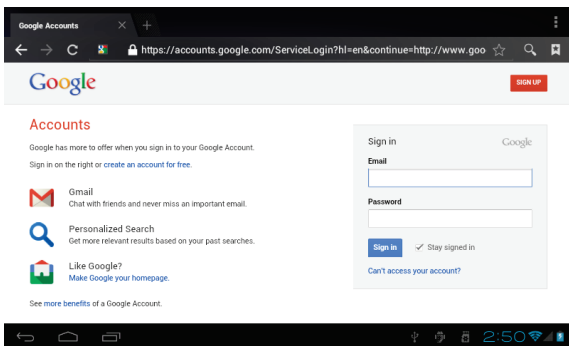 Google Accounts
https://accounts.google.com/ServiceLogin?hl=en&continue=http://www.goo
Google
SIGN UP
Accounts
Google has more to offer when you sign in to your Google Account.
Sign in on the right or create an account for free.
Gmail
Chat with friends and never miss an important email.
Personalized Search
Get more relevant results based on your past searches.
Like Google?
Make Google your homepage.
See more benefits of a Google Account.
Sign in
Google
Email
Password
Sign in
Stay signed in
Can't access your account?
2:50